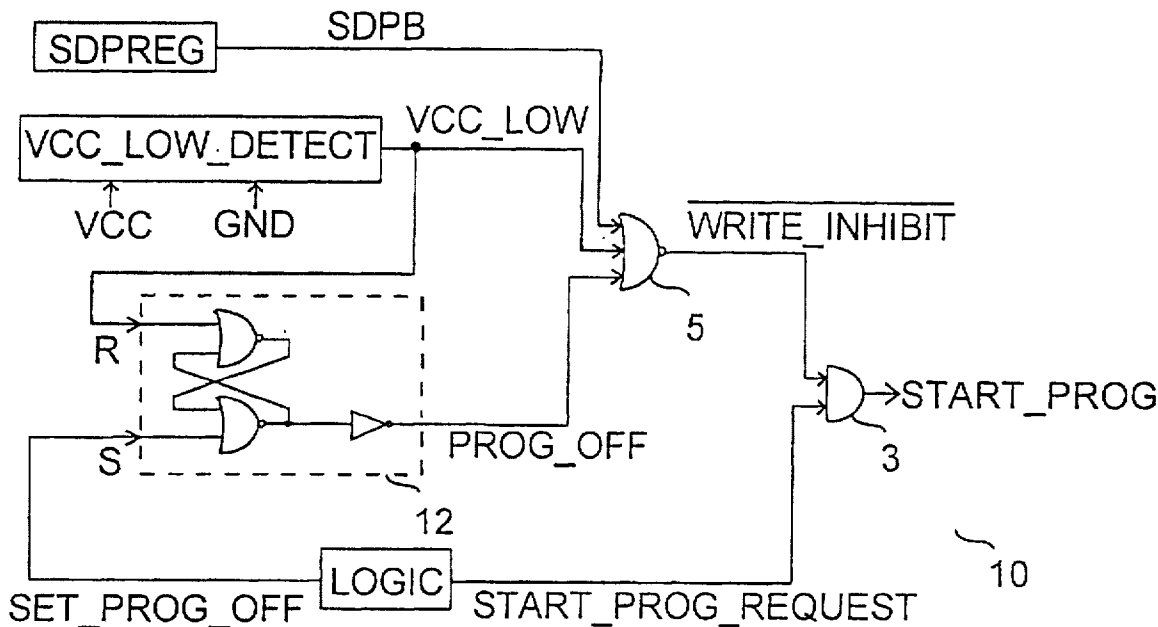 SDPB
SDPREG
VCC_LOW
VCC_LOW_DETECT
VCC GND
WRITE_INHIBIT
5
R
START_PROG
S
PROG_OFF
3
12
LOGIC
10
SET_PROG_OFF
START_PROG_REQUEST